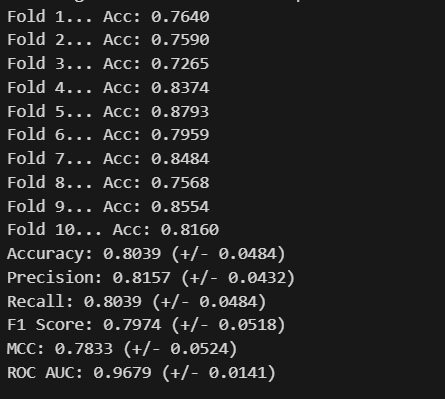 Fold 1... Acc: 0.7640
Fold 2... Acc: 0.7590
Fold 3... Acc: 0.7265
Fold 4... Acc: 0.8374
Fold 5... Acc: 0.8793
Fold 6... Acc: 0.7959
Fold 7... Acc: 0.8484
Fold 8... Acc: 0.7568
Fold 9... Acc: 0.8554
Fold 10... Acc: 0.8160
Accuracy: 0.8039 (+/- 0.0484)
Precision: 0.8157 (+/- 0.0432)
Recall: 0.8039 (+/- 0.0484)
F1 Score: 0.7974 (+/- 0.0518)
MCC: 0.7833 (+/- 0.0524)
ROC AUC: 0.9679 (+/- 0.0141)